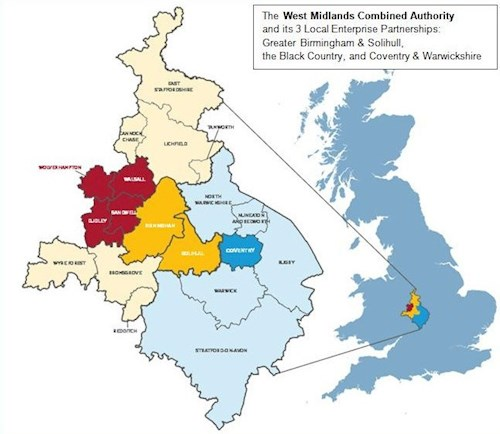 The West Midlands Combined Authority
and its 3 Local Enterprise Partnerships:
Greater Birmingham & Solihull,
the Black Country, and Coventry & Warwickshire
EAST
STAFFORDSHIRE
CANNOCK
CHASE
TAMWORTH
LICHFIELD
WOLVERHAMPTON
WALSALL
SANDWELL
DUDLEY
BIRMINGHAM
NORTH
WARWICKSHIRE
NUNEATON
AND BEDWORTH
SOLIHULL
COVENTRY
RUGBY
WYRE FOREST
BROMSGROVE
REDDITCH
WARWICK
STRATFORD-ON-AVON